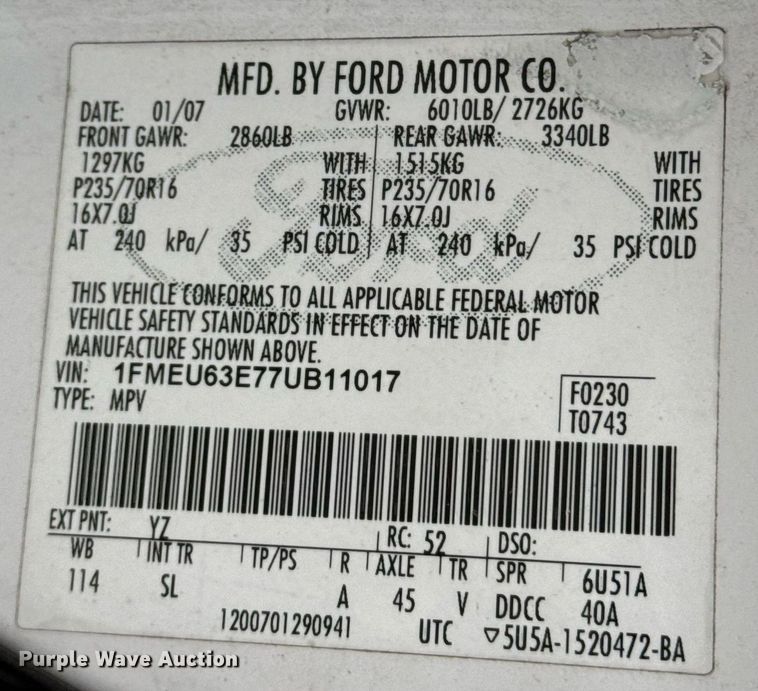 MFD. BY FORD MOTOR CO.
DATE: 01/07 GVWR: 6010LB/ 2726KG
FRONT GAWR: 2860LB REAR GAWR: 3340LB
1297KG WITH 1515KG WITH
P235/70R16 TIRES P235/70R16 TIRES
16X7.0J RIMS 16X7.0J RIMS
AT 240 kPa/ 35 PSI COLD AT 240 kPa/ 35 PSI COLD
Ford
THIS VEHICLE CONFORMS TO ALL APPLICABLE FEDERAL MOTOR
VEHICLE SAFETY STANDARDS IN EFFECT ON THE DATE OF
MANUFACTURE SHOWN ABOVE.
VIN: 1FMEU63E77UB11017
TYPE: MPV
F0230
T0743
EXT PNT: YZ RC: 52 DSO:
WB INT TR TP/PS R AXLE TR SPR 6U51A
114 SL A 45 V DDCC 40A
1200701290941 UTC ▽5U5A-1520472-BA
Purple Wave Auction